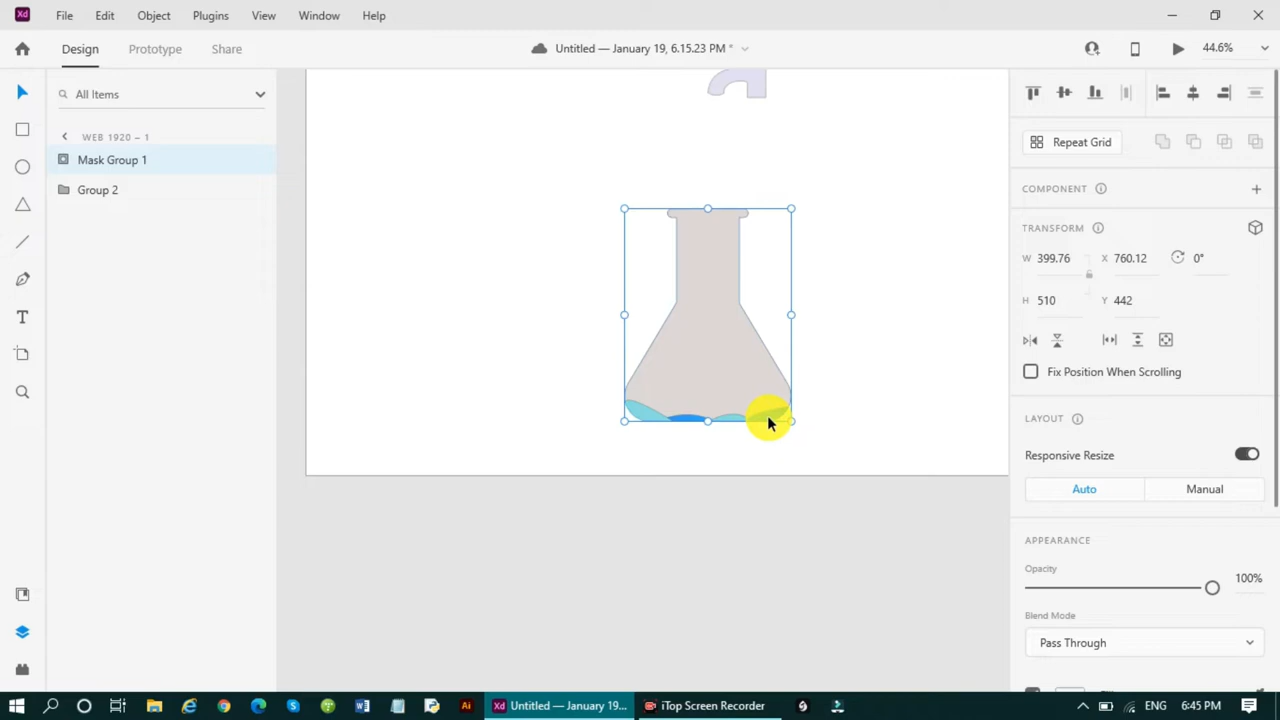 Xd File Edit Object Plugins View Window Help
Design Prototype Share Untitled — January 19, 6.15.23 PM * 44.6%
All Items
WEB 1920 – 1
Mask Group 1
Group 2
Repeat Grid
COMPONENT
TRANSFORM
W 399.76 X 760.12 0°
H 510 Y 442
Fix Position When Scrolling
LAYOUT
Responsive Resize
Auto Manual
APPEARANCE
Opacity
100%
Blend Mode
Pass Through
Ai Xd Untitled — January 19... iTop Screen Recorder ENG 6:45 PM